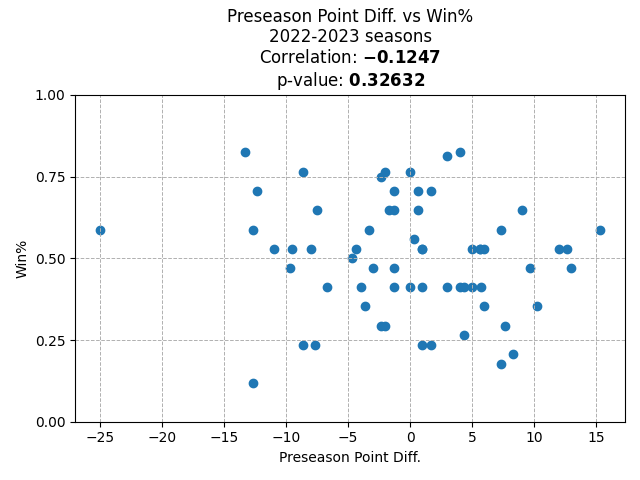 Preseason Point Diff. vs Win%
2022-2023 seasons
Correlation: −0.1247
p-value: 0.32632
1.00
0.75
0.50
0.25
0.00
Win%
−25 −20 −15 −10 −5 0 5 10 15
Preseason Point Diff.